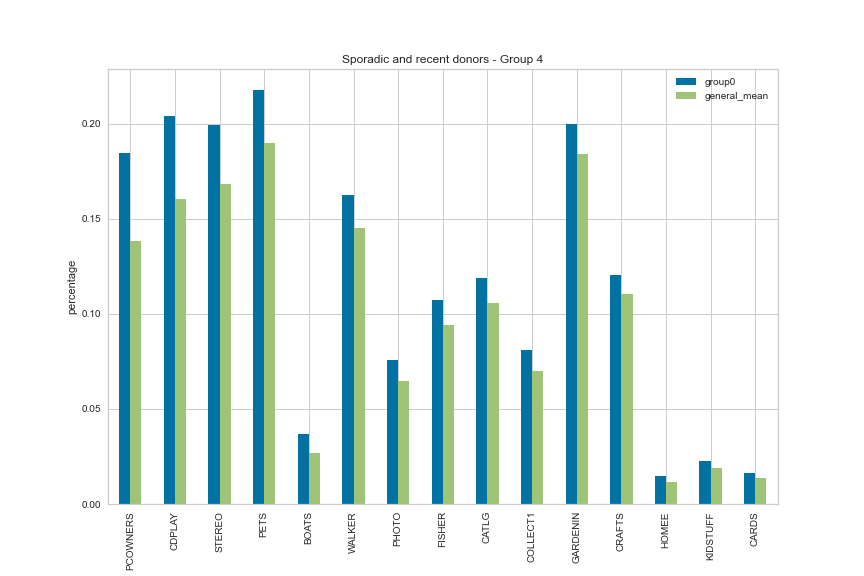 Sporadic and recent donors - Group 4
group0
general_mean
percentage
0.20
0.15
0.10
0.05
0.00
PCOWNERS
CDPLAY
STEREO
PETS
BOATS
WALKER
PHOTO
FISHER
CATLG
COLLECT1
GARDENIN
CRAFTS
HOMEE
KIDSTUFF
CARDS